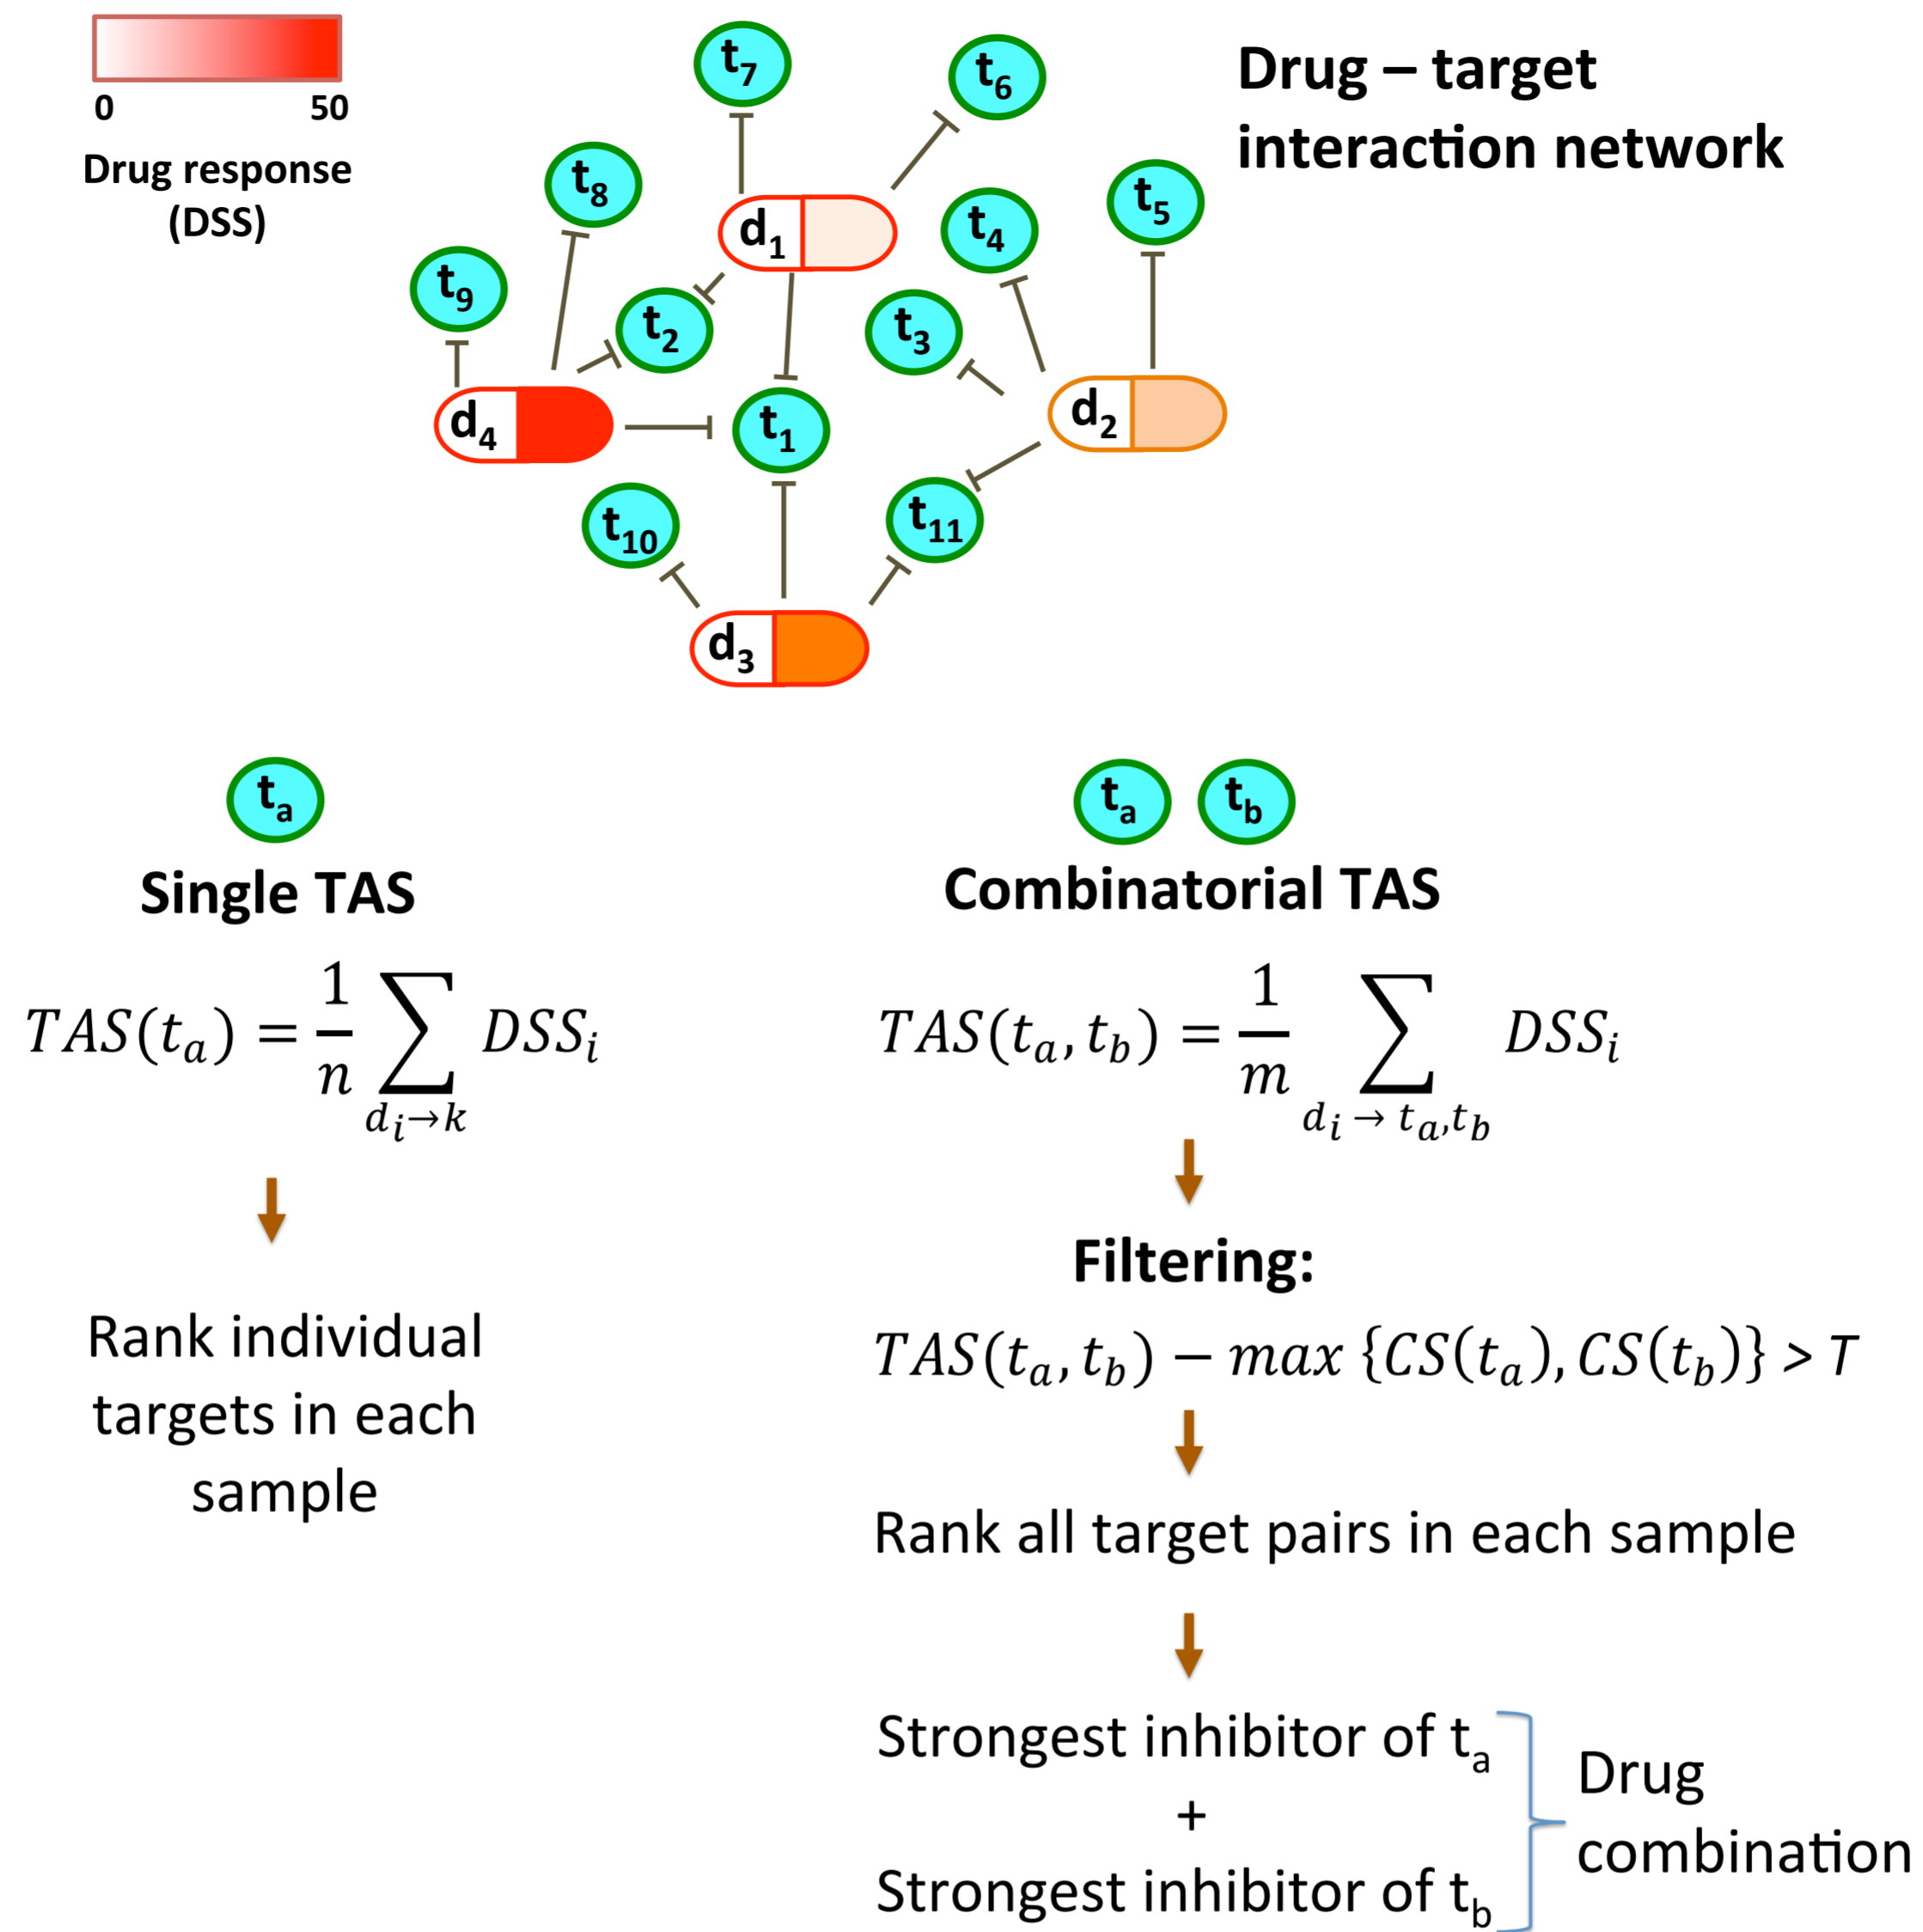 0 50
Drug response
(DSS)
Drug – target
interaction network
t7
t6
t8
t5
d1
t4
t9
t2
t3
d4
t1
d2
t10
t11
d3
ta
Single TAS
TAS(ta) = 1/n ∑ di→k DSSi
Rank individual
targets in each
sample
ta tb
Combinatorial TAS
TAS(ta, tb) = 1/m ∑ di → ta,tb DSSi
Filtering:
TAS(ta, tb) − max {CS(ta), CS(tb)} > T
Rank all target pairs in each sample
Strongest inhibitor of ta
+
Strongest inhibitor of tb
Drug
combination